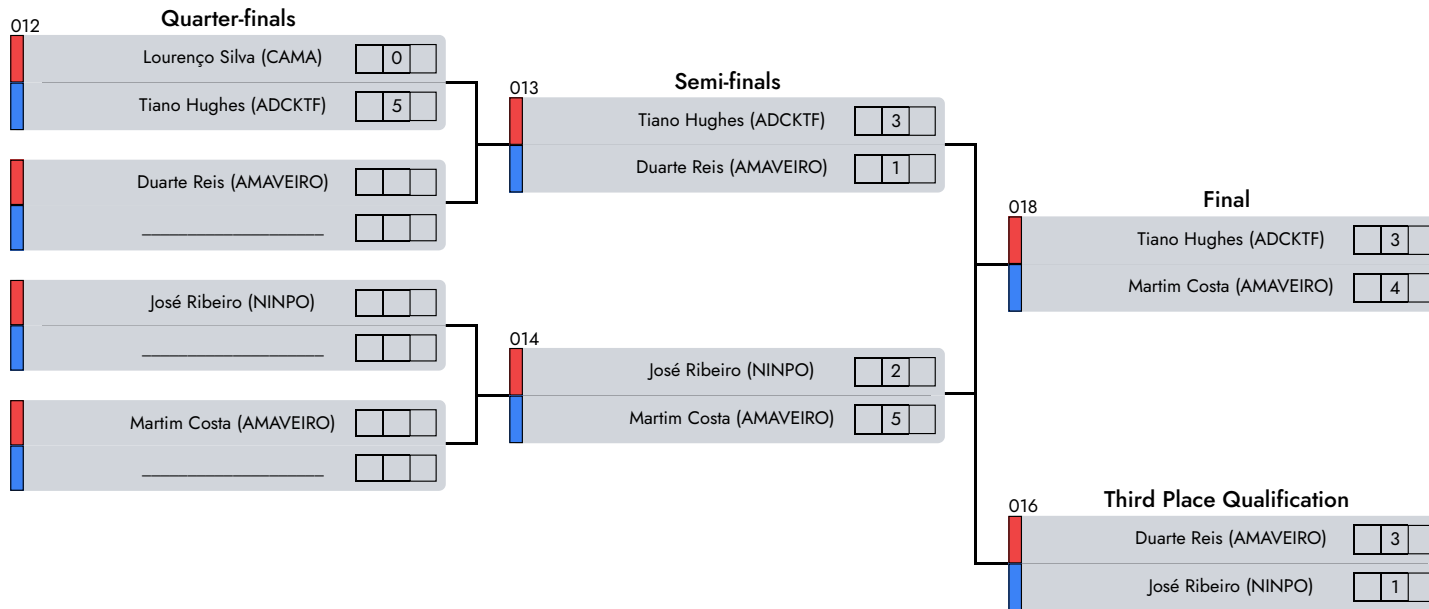 Quarter-finals
012
Lourenço Silva (CAMA) 0
Tiano Hughes (ADCKTF) 5
Duarte Reis (AMAVEIRO)
____________________
José Ribeiro (NINPO)
____________________
Martim Costa (AMAVEIRO)
____________________
Semi-finals
013
Tiano Hughes (ADCKTF) 3
Duarte Reis (AMAVEIRO) 1
014
José Ribeiro (NINPO) 2
Martim Costa (AMAVEIRO) 5
Final
018
Tiano Hughes (ADCKTF) 3
Martim Costa (AMAVEIRO) 4
Third Place Qualification
016
Duarte Reis (AMAVEIRO) 3
José Ribeiro (NINPO) 1